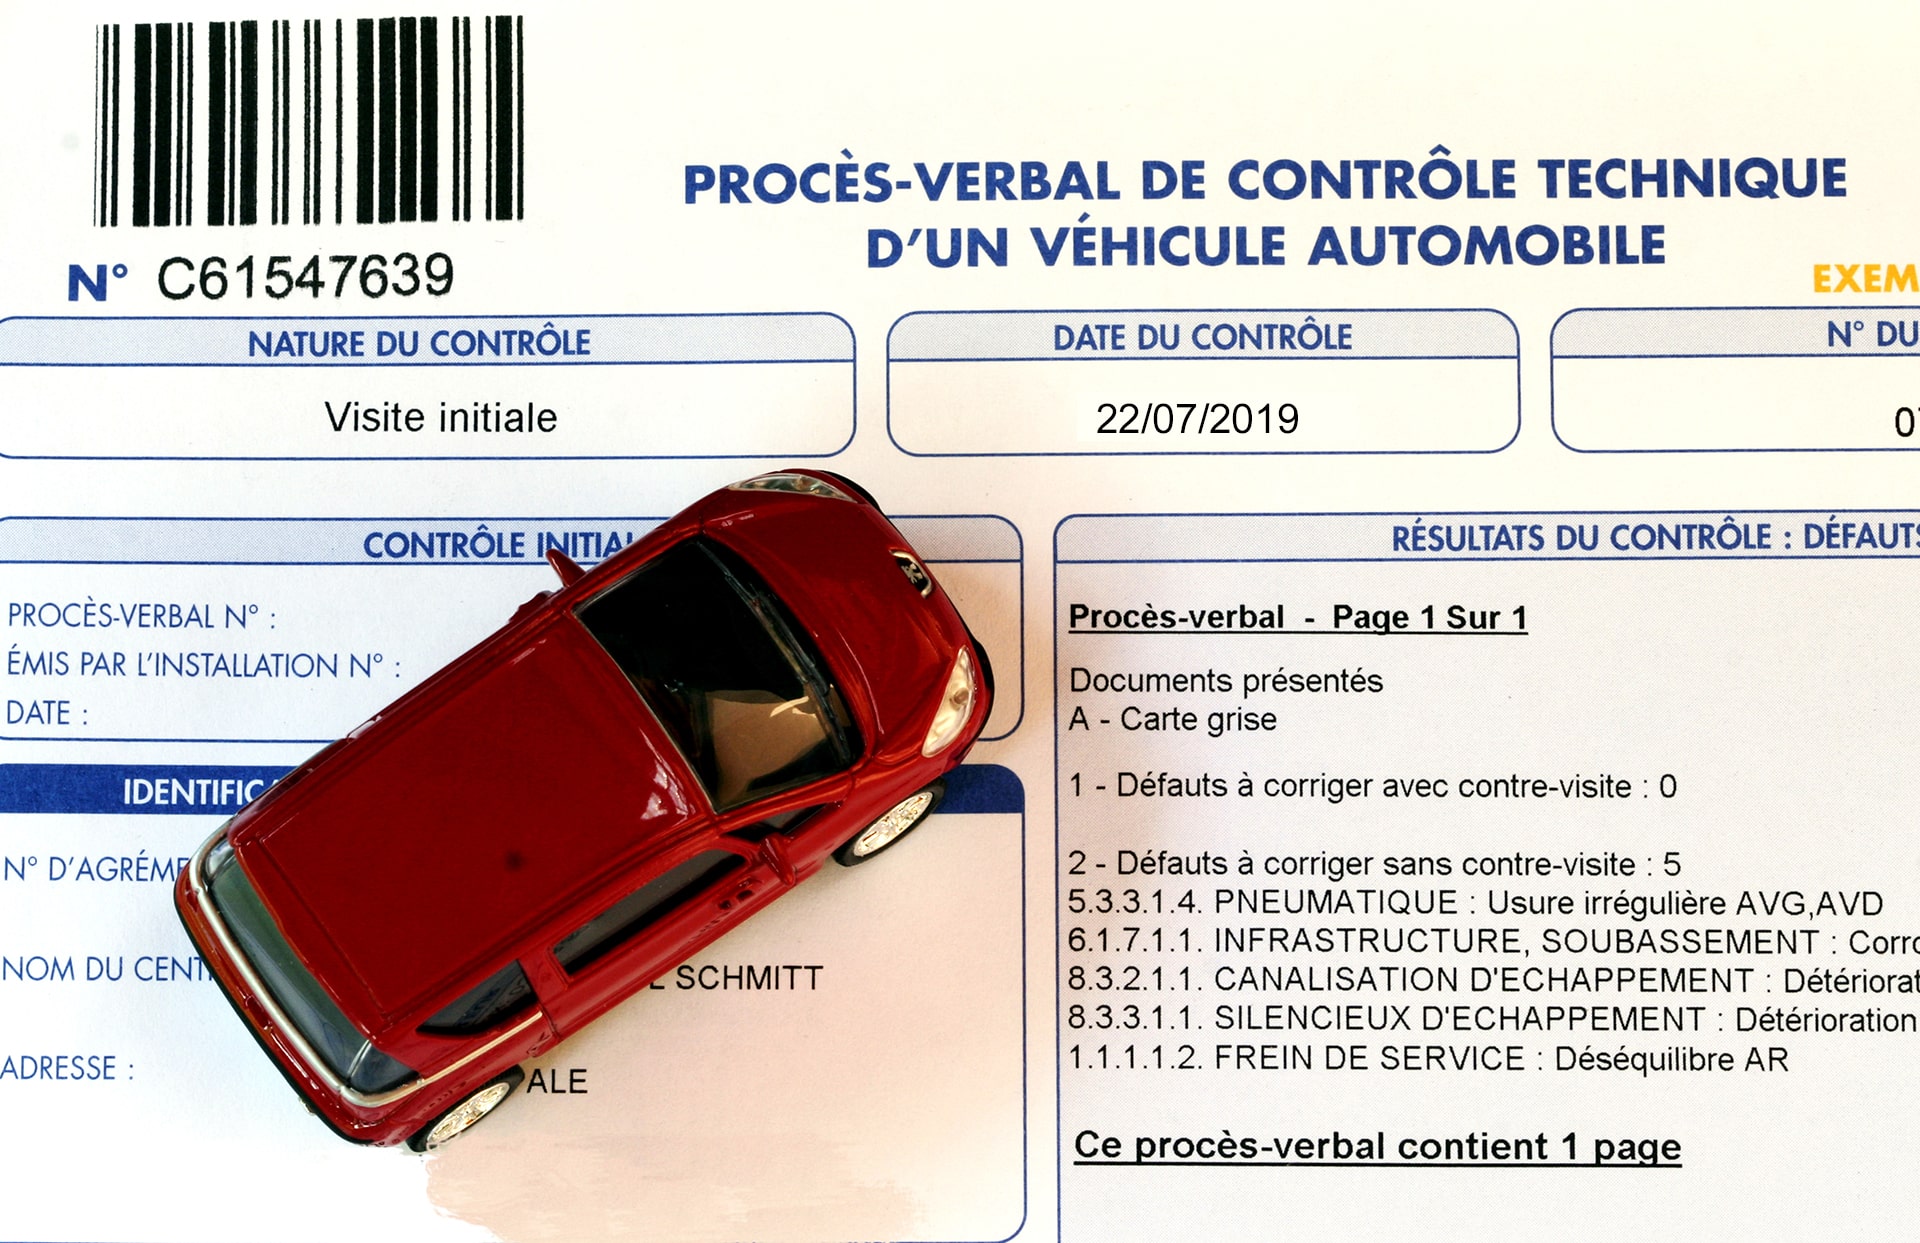 PROCÈS-VERBAL DE CONTRÔLE TECHNIQUE
D'UN VÉHICULE AUTOMOBILE
N° C61547639
EXEM
NATURE DU CONTRÔLE
Visite initiale
DATE DU CONTRÔLE
22/07/2019
N° DU
CONTRÔLE INITIAL
PROCÈS-VERBAL N° :
ÉMIS PAR L'INSTALLATION N° :
DATE :
IDENTIFIC
N° D'AGRÉME
NOM DU CENT
SCHMITT
ADRESSE :
ALE
RÉSULTATS DU CONTRÔLE : DÉFAUTS
Procès-verbal - Page 1 Sur 1
Documents présentés
A - Carte grise
1 - Défauts à corriger avec contre-visite : 0
2 - Défauts à corriger sans contre-visite : 5
5.3.3.1.4. PNEUMATIQUE : Usure irrégulière AVG,AVD
6.1.7.1.1. INFRASTRUCTURE, SOUBASSEMENT : Corro
8.3.2.1.1. CANALISATION D'ECHAPPEMENT : Détériorat
8.3.3.1.1. SILENCIEUX D'ECHAPPEMENT : Détérioration
1.1.1.1.2. FREIN DE SERVICE : Déséquilibre AR
Ce procès-verbal contient 1 page